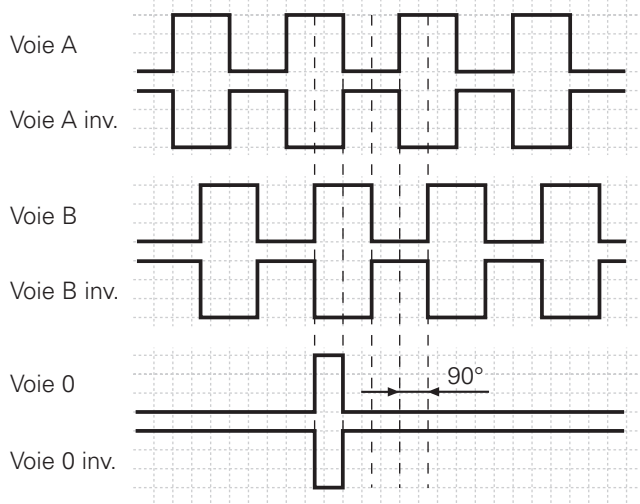 Voie A
Voie A inv.
Voie B
Voie B inv.
Voie 0
90°
Voie 0 inv.